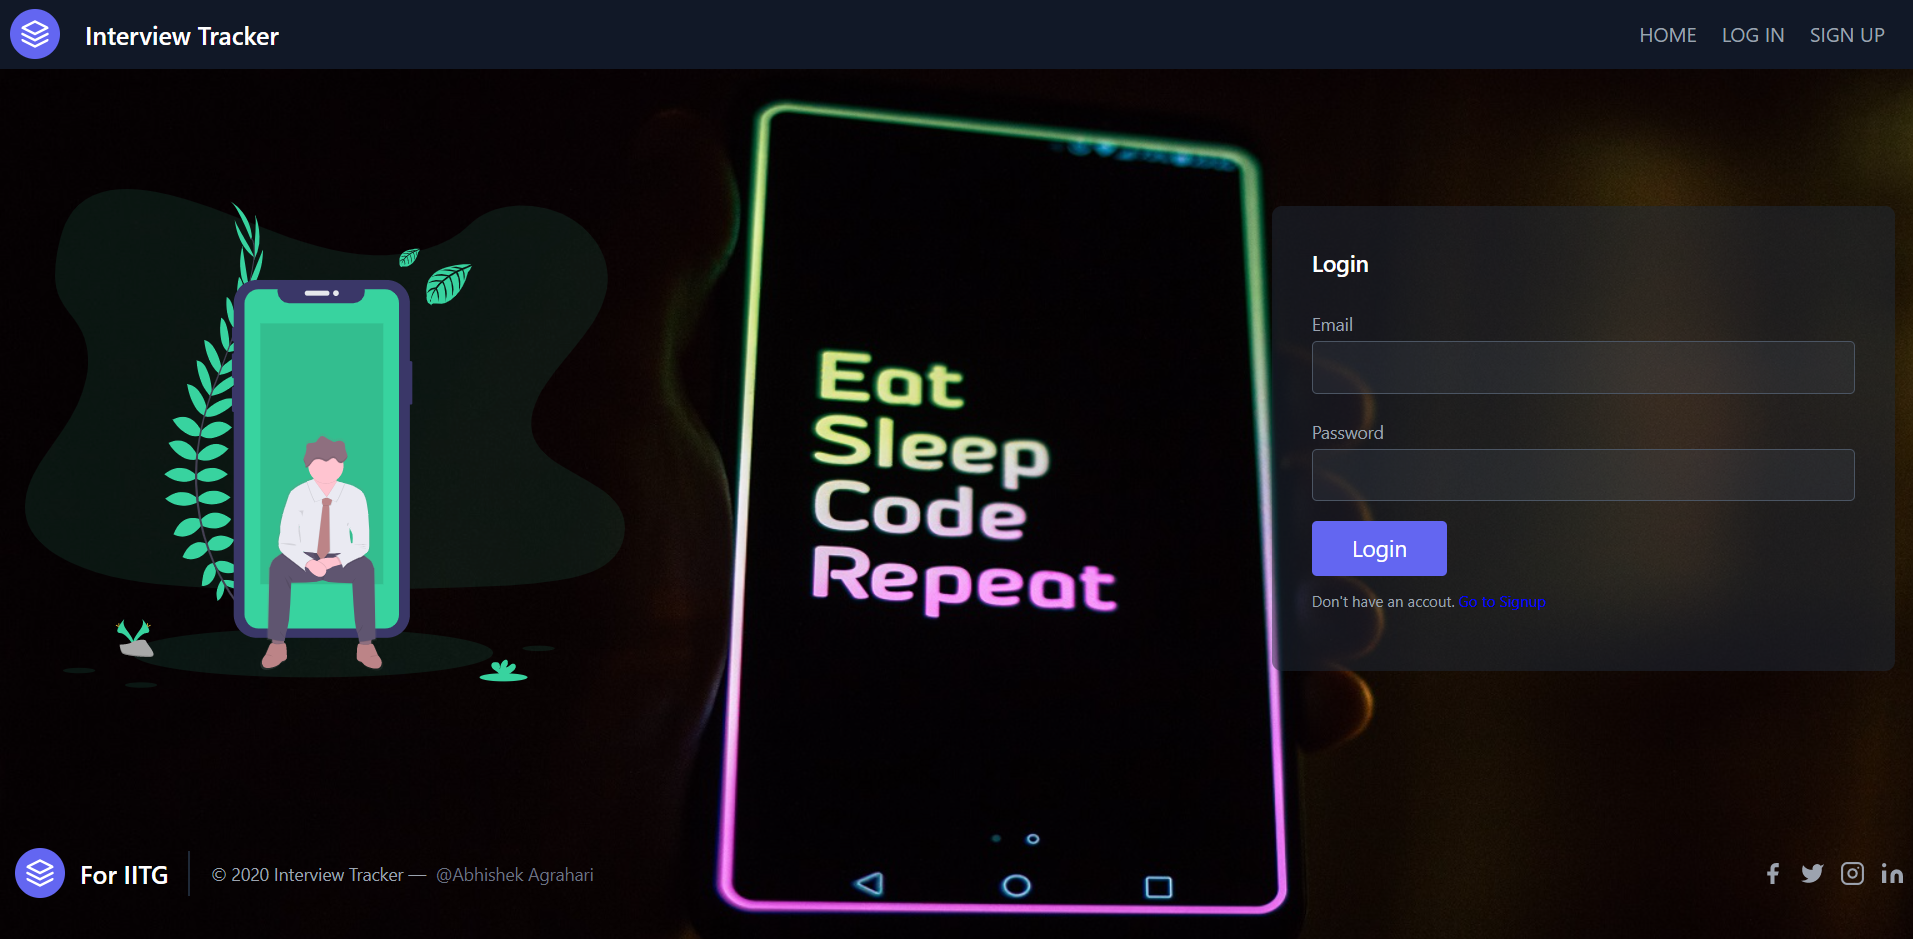 Interview Tracker
HOME LOG IN SIGN UP
Eat
Sleep
Code
Repeat
Login
Email
Password
Login
Don't have an accout. Go to Signup
For IITG
© 2020 Interview Tracker — @Abhishek Agrahari